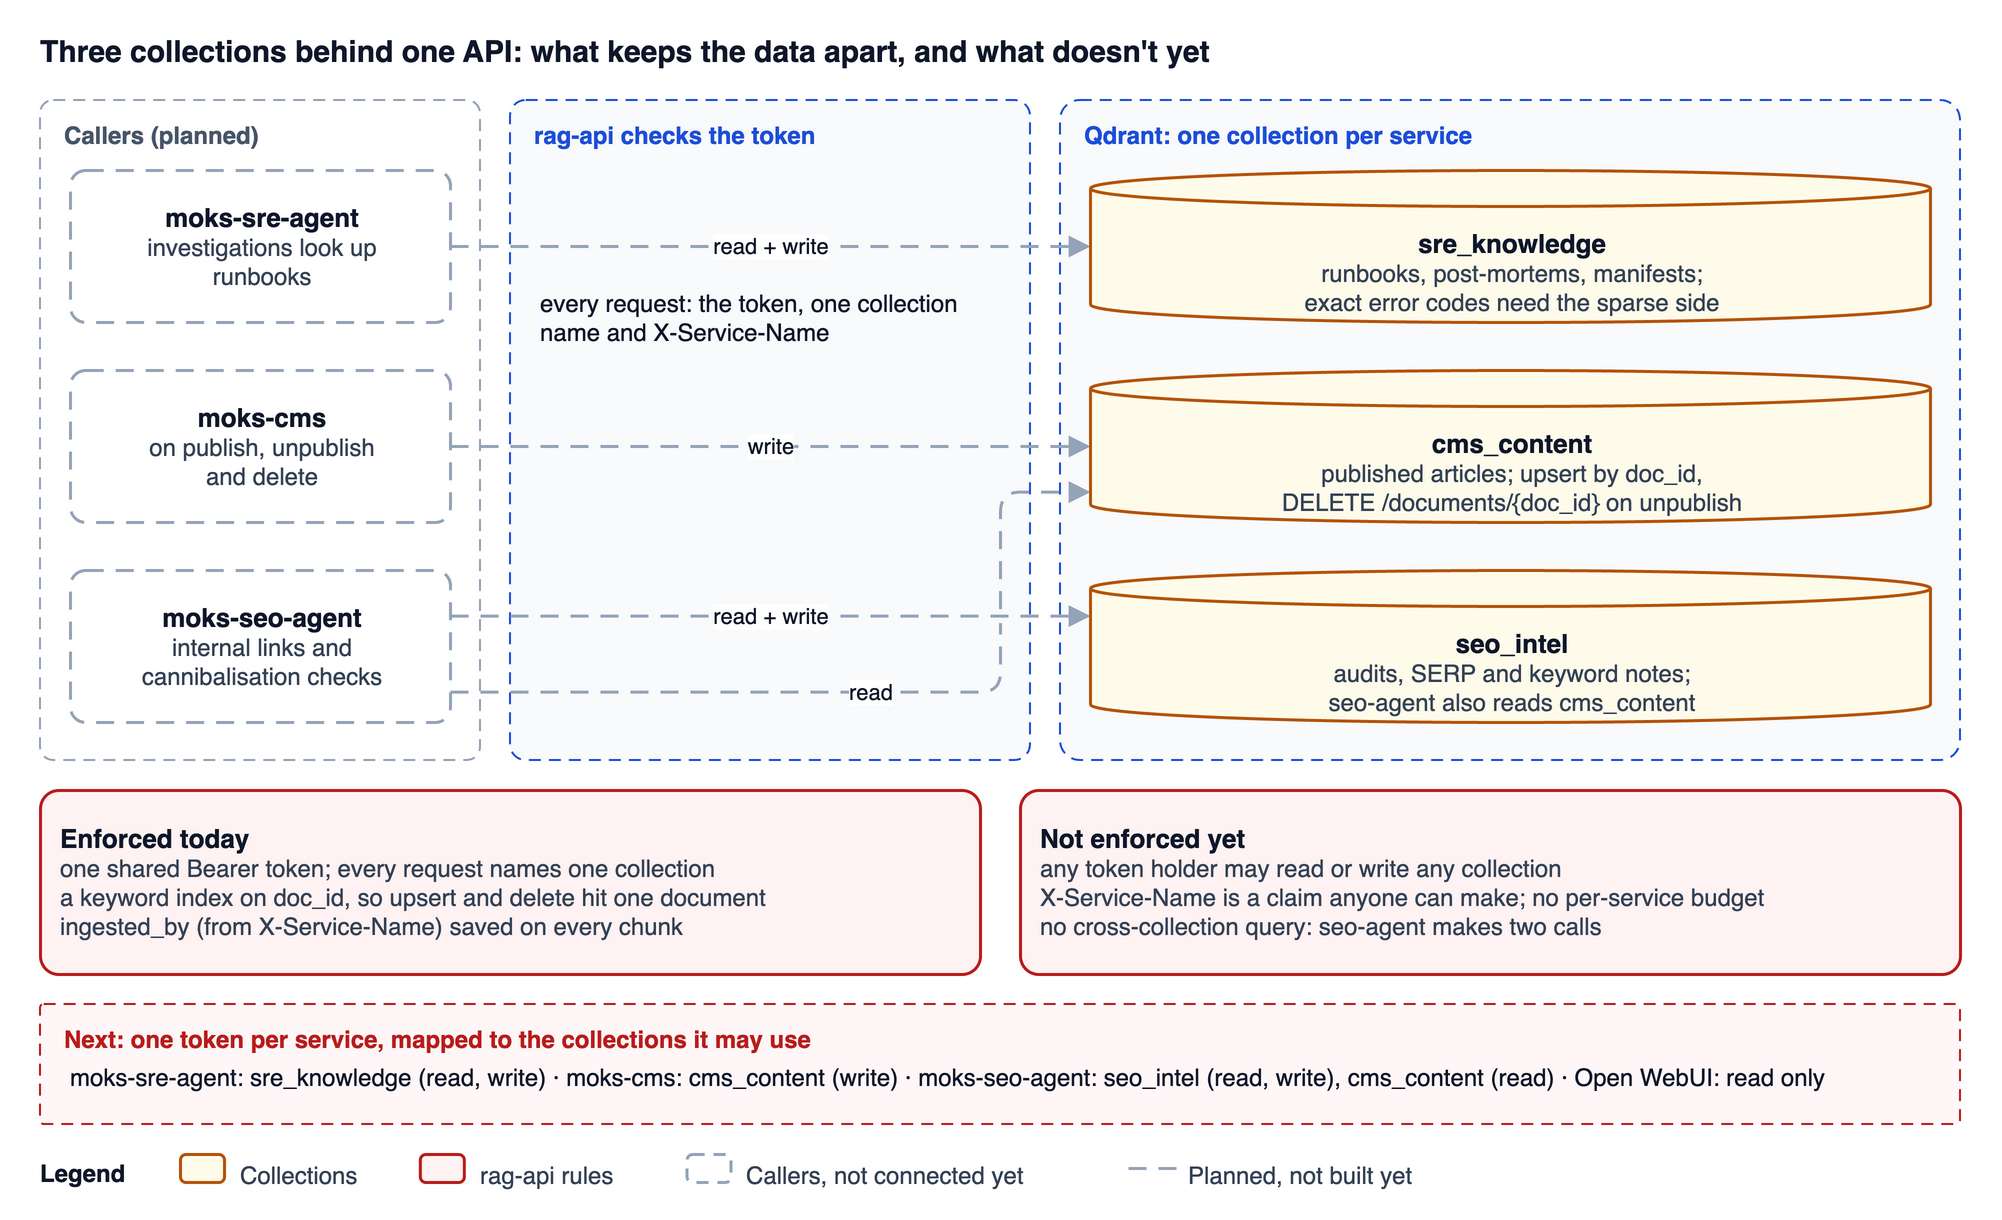 Three collections behind one API: what keeps the data apart, and what doesn't yet
Callers (planned)
moks-sre-agent
investigations look up
runbooks
moks-cms
on publish, unpublish
and delete
moks-seo-agent
internal links and
cannibalisation checks
rag-api checks the token
read + write
every request: the token, one collection
name and X-Service-Name
write
read + write
read
Qdrant: one collection per service
sre_knowledge
runbooks, post-mortems, manifests;
exact error codes need the sparse side
cms_content
published articles; upsert by doc_id,
DELETE /documents/{doc_id} on unpublish
seo_intel
audits, SERP and keyword notes;
seo-agent also reads cms_content
Enforced today
one shared Bearer token; every request names one collection
a keyword index on doc_id, so upsert and delete hit one document
ingested_by (from X-Service-Name) saved on every chunk
Not enforced yet
any token holder may read or write any collection
X-Service-Name is a claim anyone can make; no per-service budget
no cross-collection query: seo-agent makes two calls
Next: one token per service, mapped to the collections it may use
moks-sre-agent: sre_knowledge (read, write) · moks-cms: cms_content (write) · moks-seo-agent: seo_intel (read, write), cms_content (read) · Open WebUI: read only
Legend
Collections
rag-api rules
Callers, not connected yet
Planned, not built yet